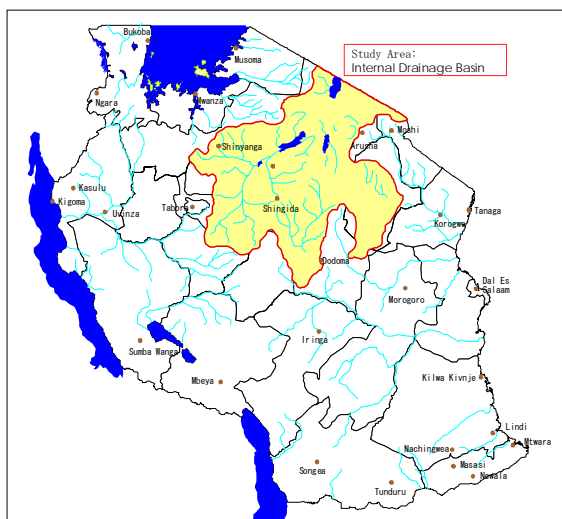 Bukoba
Musoma
Study Area:
Internal Drainage Basin
Ngara
Mwanza
Moshi
Arusha
Shinyanga
Kasulu
Kigoma
Uvinza
Tabora
Shingida
Tanaga
Korogwe
Dodoma
Dal Es
Salaam
Morogoro
Iringa
Sumba Wanga
Mbeya
Kilwa Kivnje
Lindi
Mtwara
Nachingwea
Masasi
Newala
Songea
Tunduru